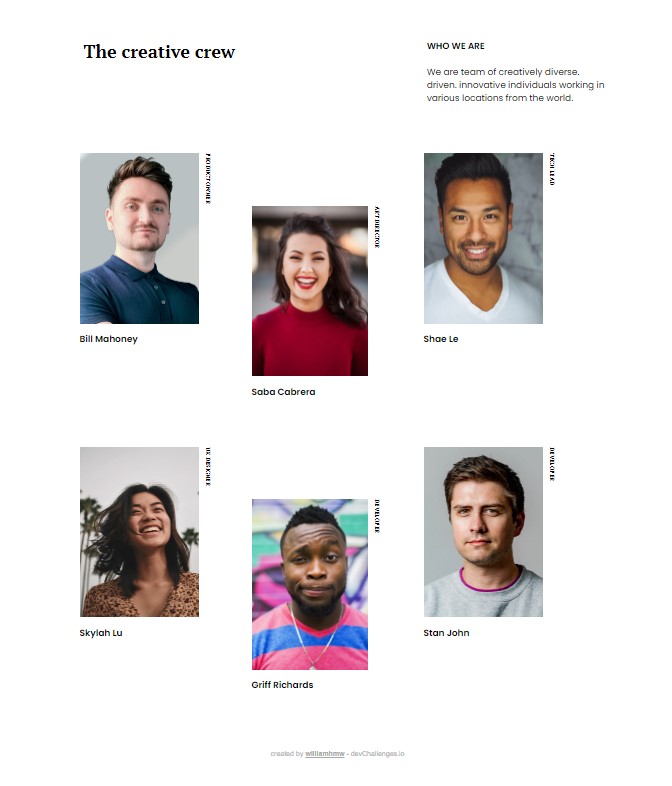 The creative crew
WHO WE ARE
We are team of creatively diverse.
driven. innovative individuals working in
various locations from the world.
PRODUCT OWNER
Bill Mahoney
ART DIRECTOR
Saba Cabrera
TECH LEAD
Shae Le
UX DESIGNER
Skylah Lu
DEVELOPER
Griff Richards
DEVELOPER
Stan John
created by williamhmw - devChallenges.io